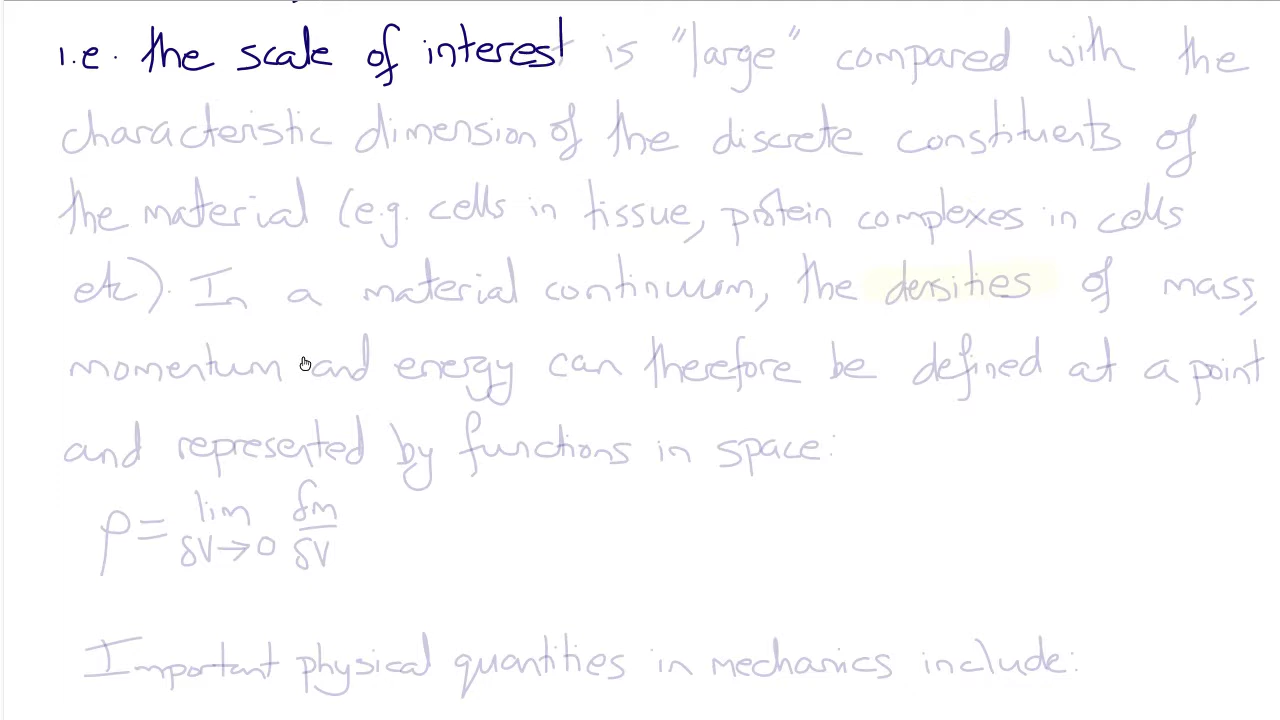 i.e. the scale of interest is "large" compared with the
characteristic dimension of the discrete constituents of
the material (e.g. cells in tissue, protein complexes in cells
etc). In a material continuum, the densities of mass,
momentum and energy can therefore be defined at a point
and represented by functions in space:
ρ = lim δV→0 δm/δV
Important physical quantities in mechanics include: